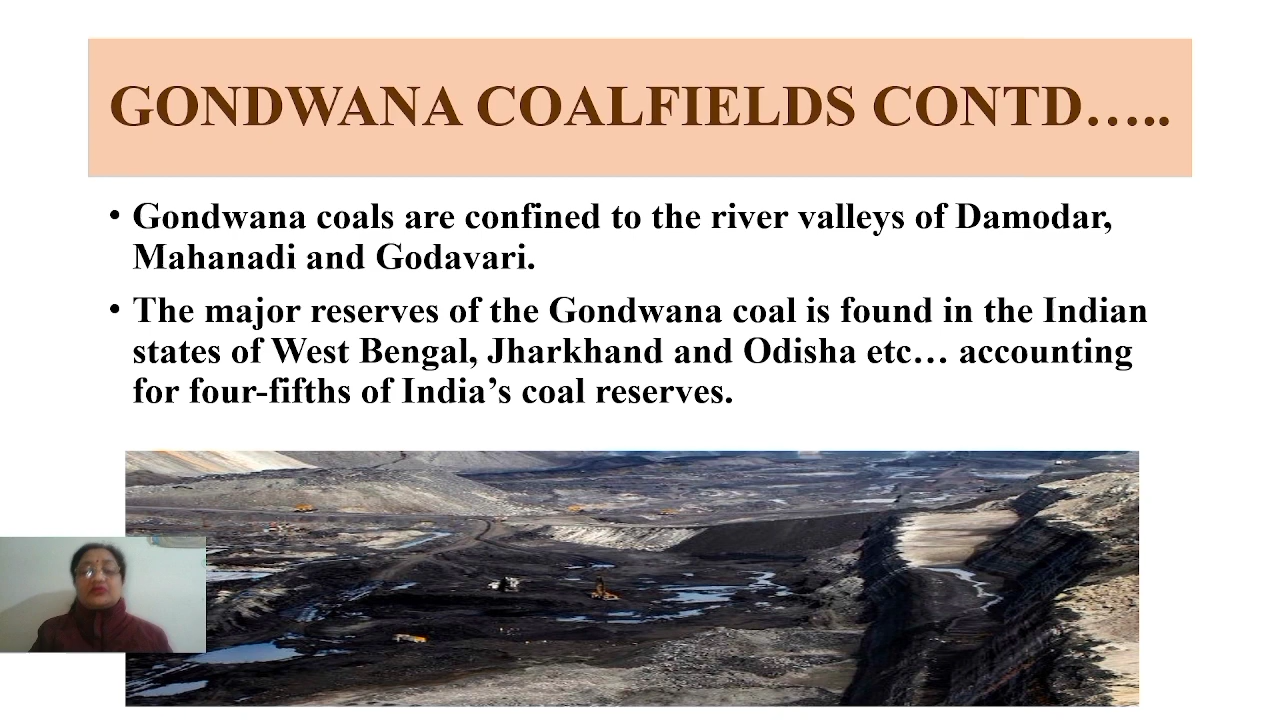 GONDWANA COALFIELDS CONTD…..
• Gondwana coals are confined to the river valleys of Damodar,
Mahanadi and Godavari.
• The major reserves of the Gondwana coal is found in the Indian
states of West Bengal, Jharkhand and Odisha etc… accounting
for four-fifths of India’s coal reserves.